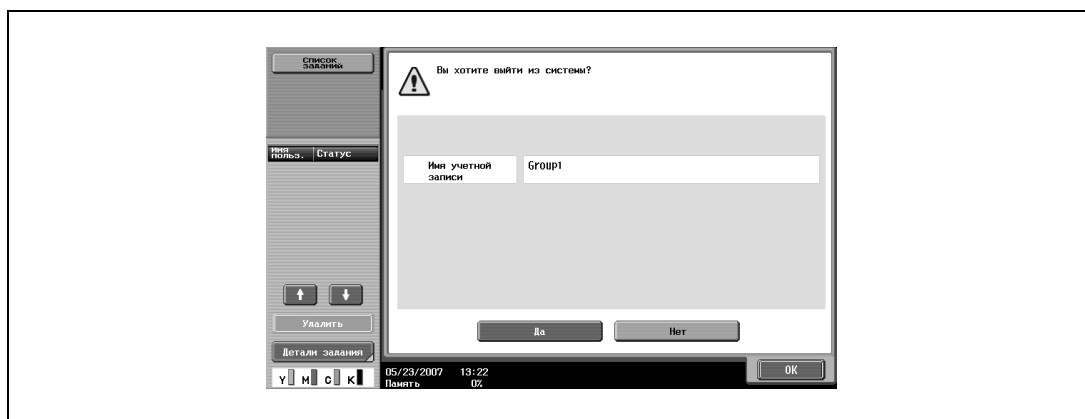 Список
заданий
Вы хотите выйти из системы?
Имя
польз.
Статус
Имя учетной
записи
Group1
Удалить
Да
Нет
Детали задания
05/23/2007 13:22
Память 0%
Y M C K
OK